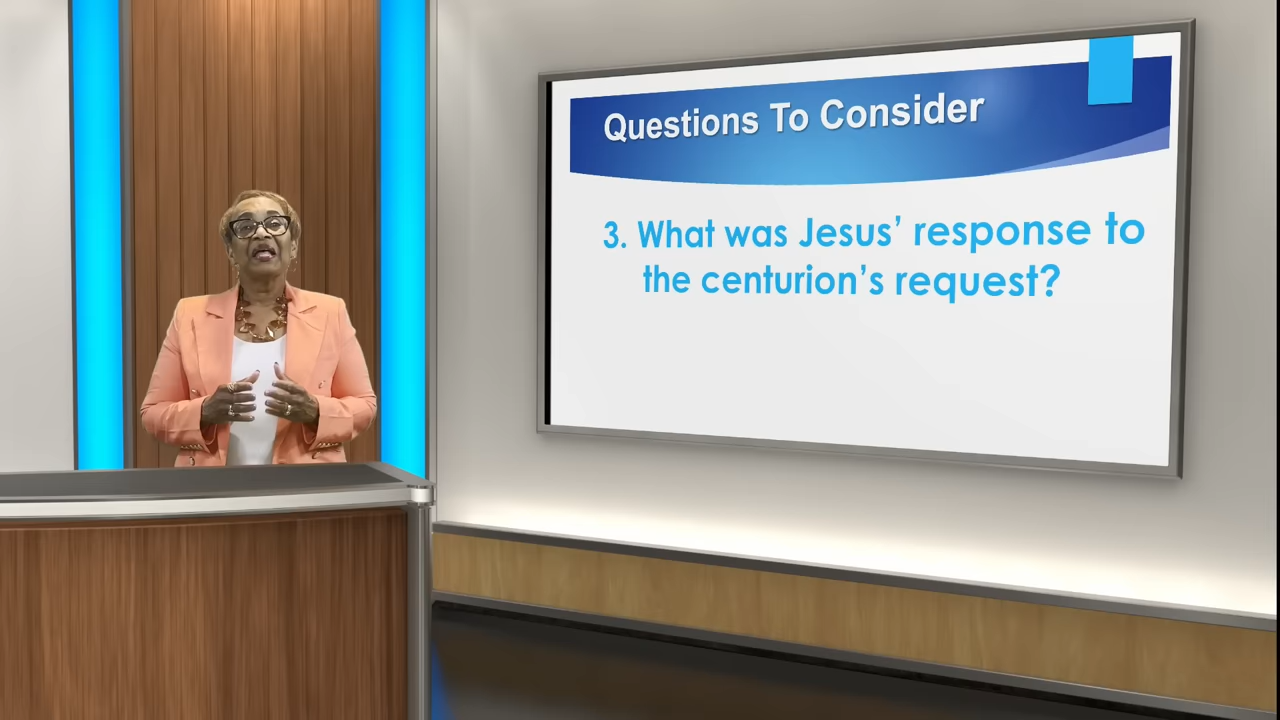 Questions To Consider
3. What was Jesus’ response to
the centurion’s request?